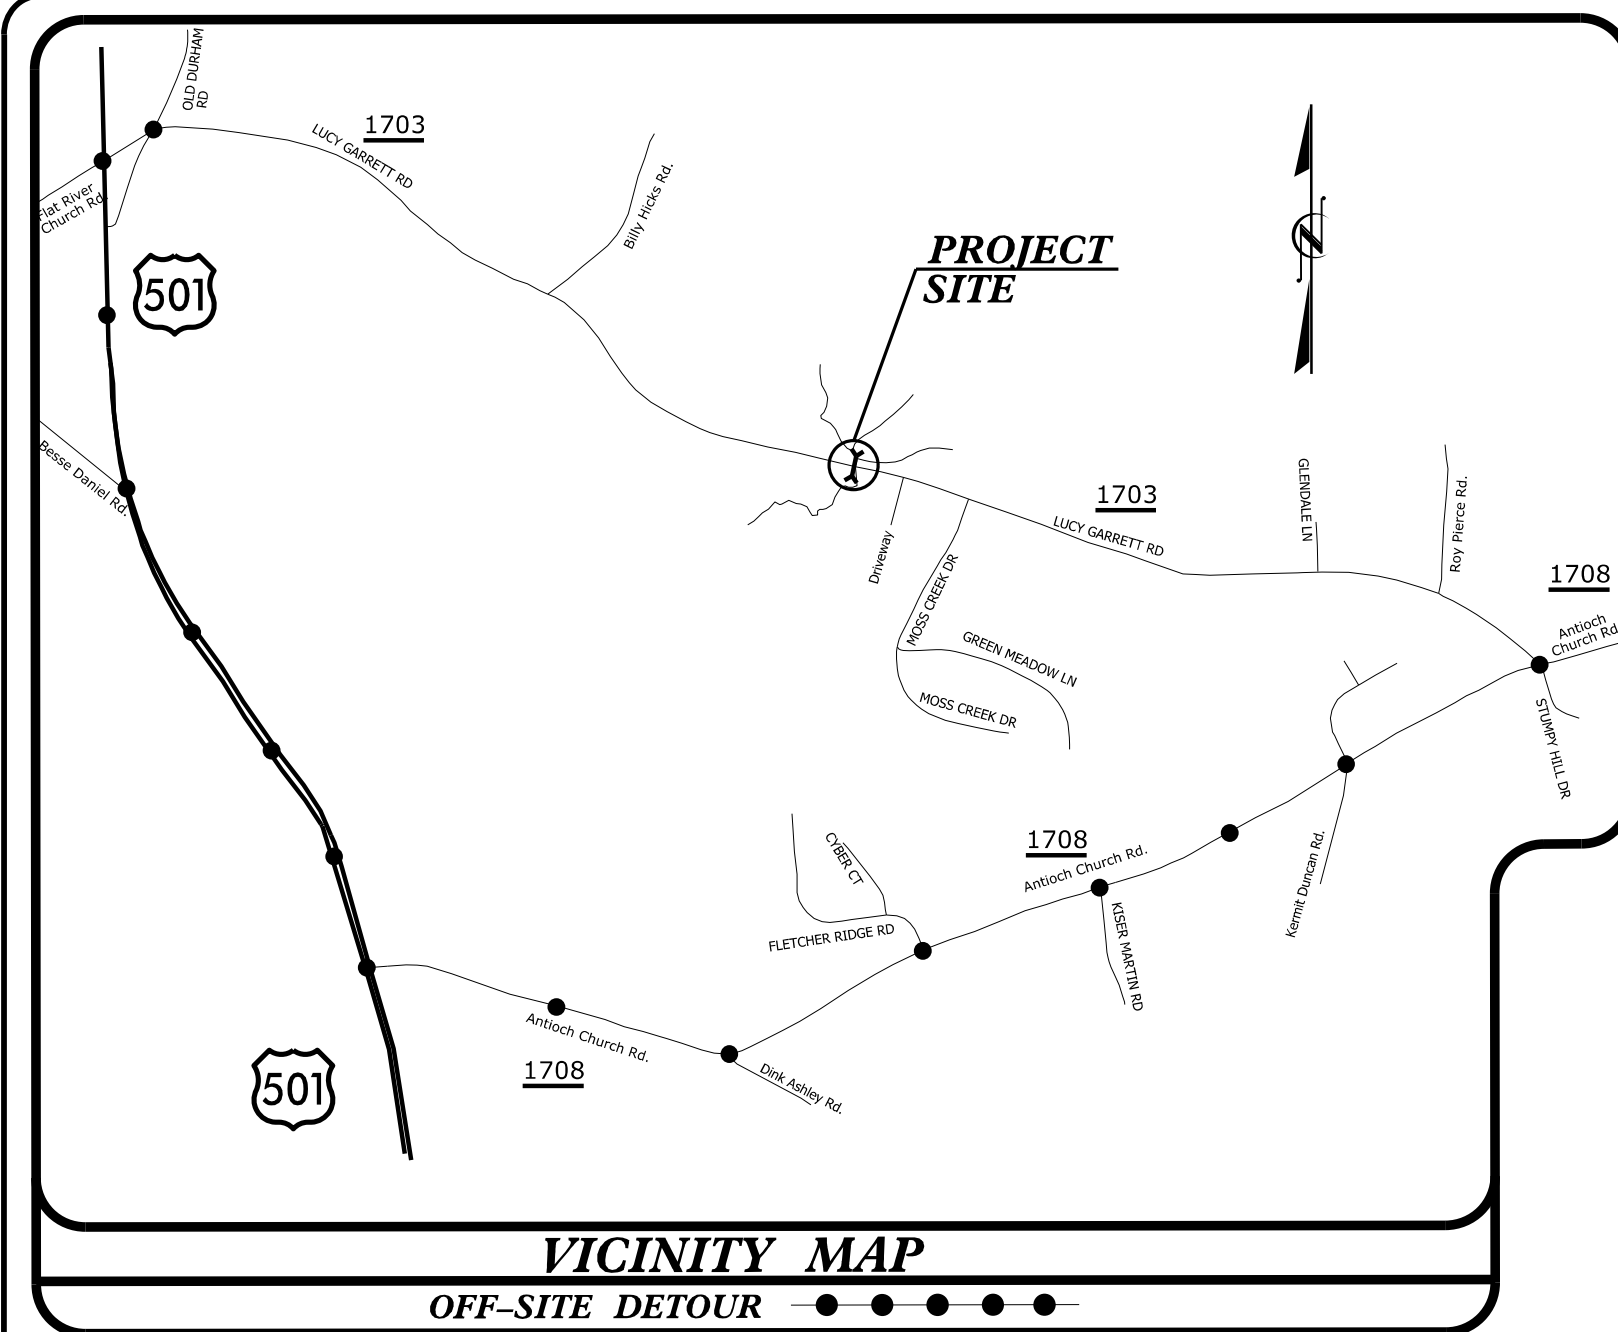 OLD DURHAM
RD
1703
LUCY GARRETT RD
Billy Hicks Rd.
Flat River
Church Rd.
501
PROJECT
SITE
N
Besse Daniel Rd.
GLENDALE LN
Roy Pierce Rd.
1703
LUCY GARRETT RD
Driveway
MOSS CREEK DR
1708
Antioch
Church Rd
GREEN MEADOW LN
MOSS CREEK DR
STUMPY HILL DR
CYBER CT
1708
Antioch Church Rd.
Kermit Duncan Rd.
FLETCHER RIDGE RD
KISER MARTIN RD
Antioch Church Rd.
1708
Dink Ashley Rd.
501
VICINITY MAP
OFF–SITE DETOUR